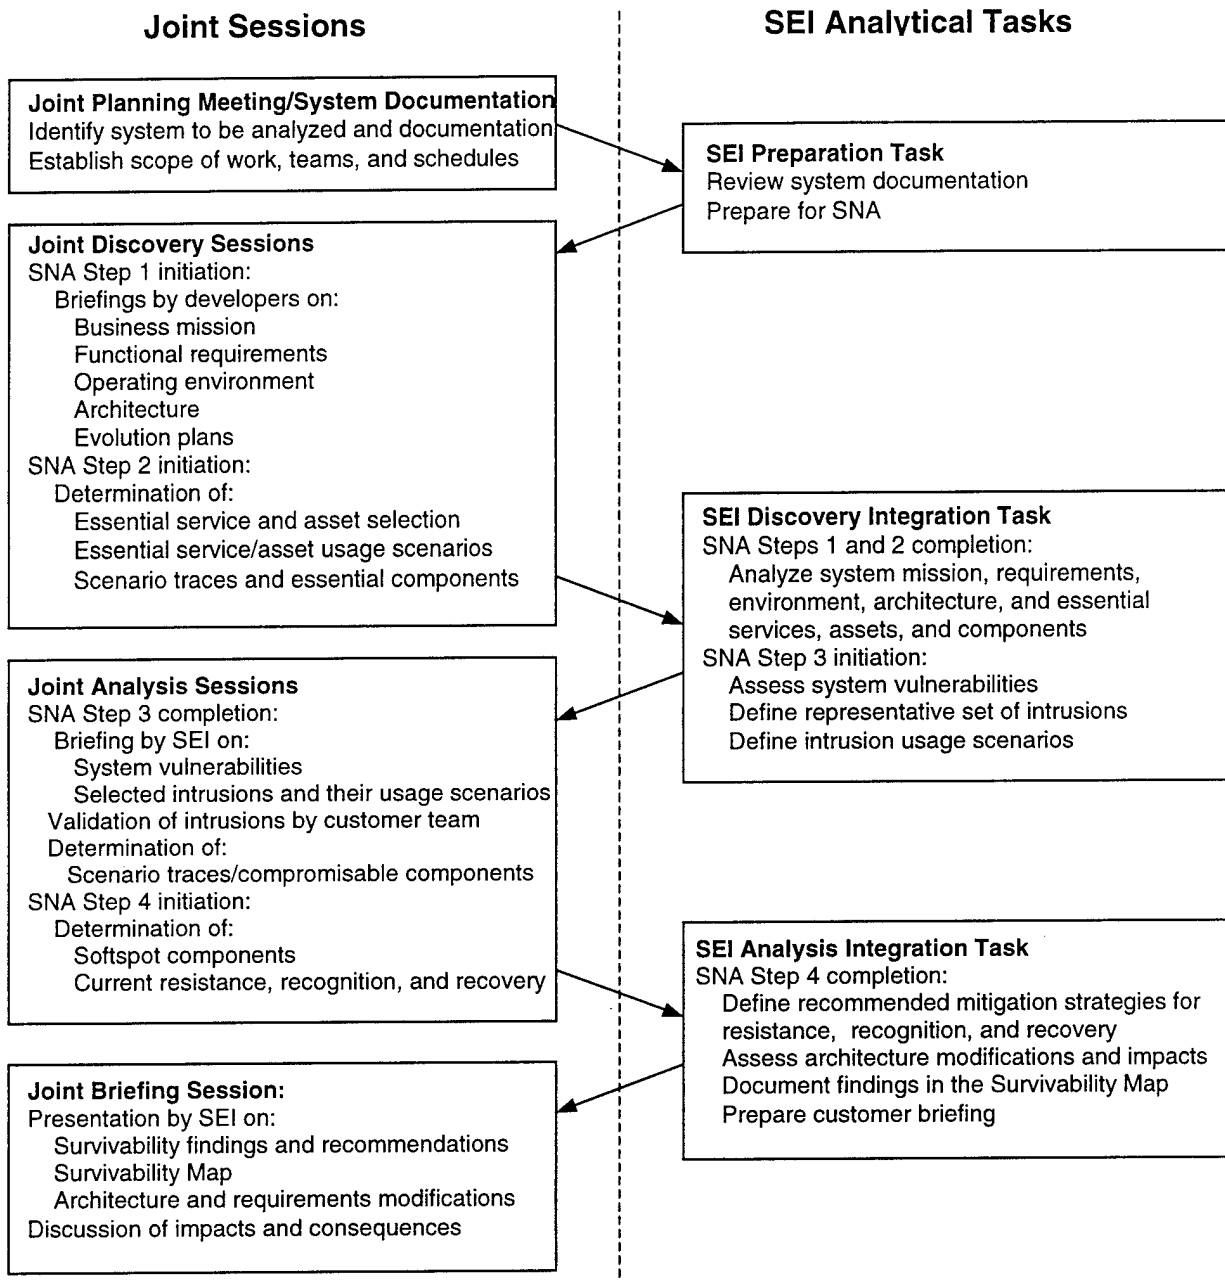 Joint Sessions
SEI Analytical Tasks
Joint Planning Meeting/System Documentation
Identify system to be analyzed and documentation
Establish scope of work, teams, and schedules
SEI Preparation Task
Review system documentation
Prepare for SNA
Joint Discovery Sessions
SNA Step 1 initiation:
Briefings by developers on:
Business mission
Functional requirements
Operating environment
Architecture
Evolution plans
SNA Step 2 initiation:
Determination of:
Essential service and asset selection
Essential service/asset usage scenarios
Scenario traces and essential components
SEI Discovery Integration Task
SNA Steps 1 and 2 completion:
Analyze system mission, requirements,
environment, architecture, and essential
services, assets, and components
SNA Step 3 initiation:
Assess system vulnerabilities
Define representative set of intrusions
Define intrusion usage scenarios
Joint Analysis Sessions
SNA Step 3 completion:
Briefing by SEI on:
System vulnerabilities
Selected intrusions and their usage scenarios
Validation of intrusions by customer team
Determination of:
Scenario traces/compromisable components
SNA Step 4 initiation:
Determination of:
Softspot components
Current resistance, recognition, and recovery
SEI Analysis Integration Task
SNA Step 4 completion:
Define recommended mitigation strategies for
resistance, recognition, and recovery
Assess architecture modifications and impacts
Document findings in the Survivability Map
Prepare customer briefing
Joint Briefing Session:
Presentation by SEI on:
Survivability findings and recommendations
Survivability Map
Architecture and requirements modifications
Discussion of impacts and consequences